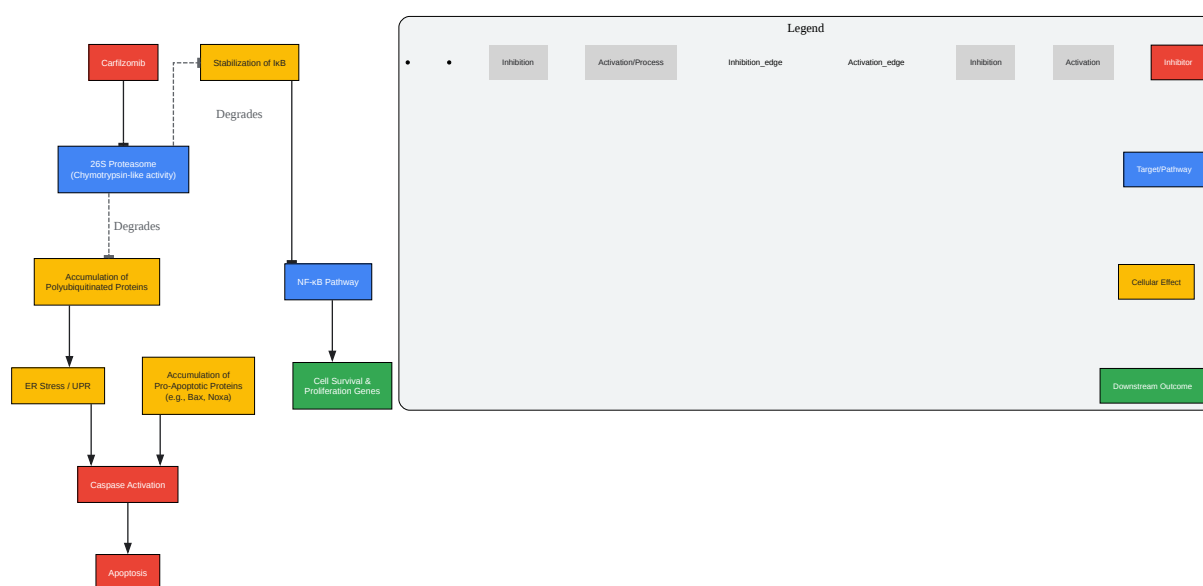 Legend
Carfilzomib
Stabilization of IκB
Inhibition
Activation/Process
Inhibition_edge
Activation_edge
Inhibition
Activation
Inhibitor
Degrades
26S Proteasome
(Chymotrypsin-like activity)
Target/Pathway
Degrades
Accumulation of
Polyubiquitinated Proteins
NF-κB Pathway
Cellular Effect
ER Stress / UPR
Accumulation of
Pro-Apoptotic Proteins
(e.g., Bax, Noxa)
Cell Survival &
Proliferation Genes
Downstream Outcome
Caspase Activation
Apoptosis